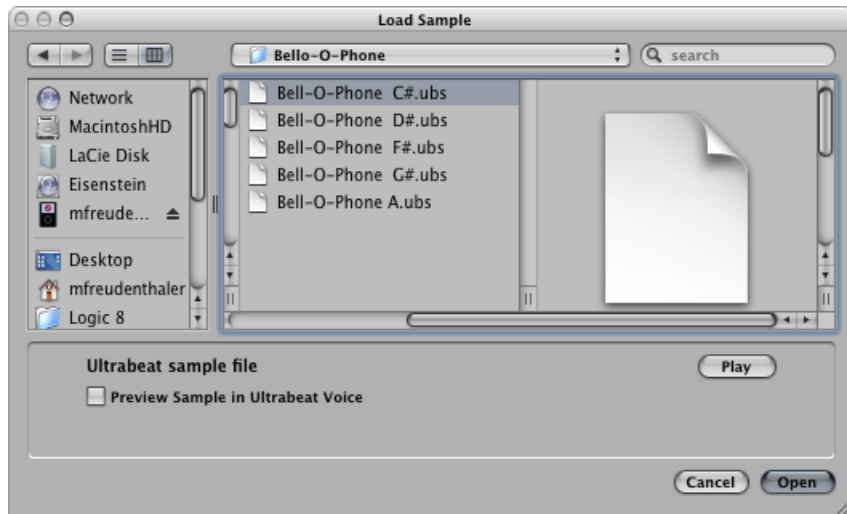 Load Sample
Bello-O-Phone
search
Network
MacintoshHD
LaCie Disk
Eisenstein
mfreude...
Desktop
mfreudenthaler
Logic 8
Bell-O-Phone C#.ubs
Bell-O-Phone D#.ubs
Bell-O-Phone F#.ubs
Bell-O-Phone G#.ubs
Bell-O-Phone A.ubs
Ultrabeat sample file
Play
Preview Sample in Ultrabeat Voice
Cancel
Open